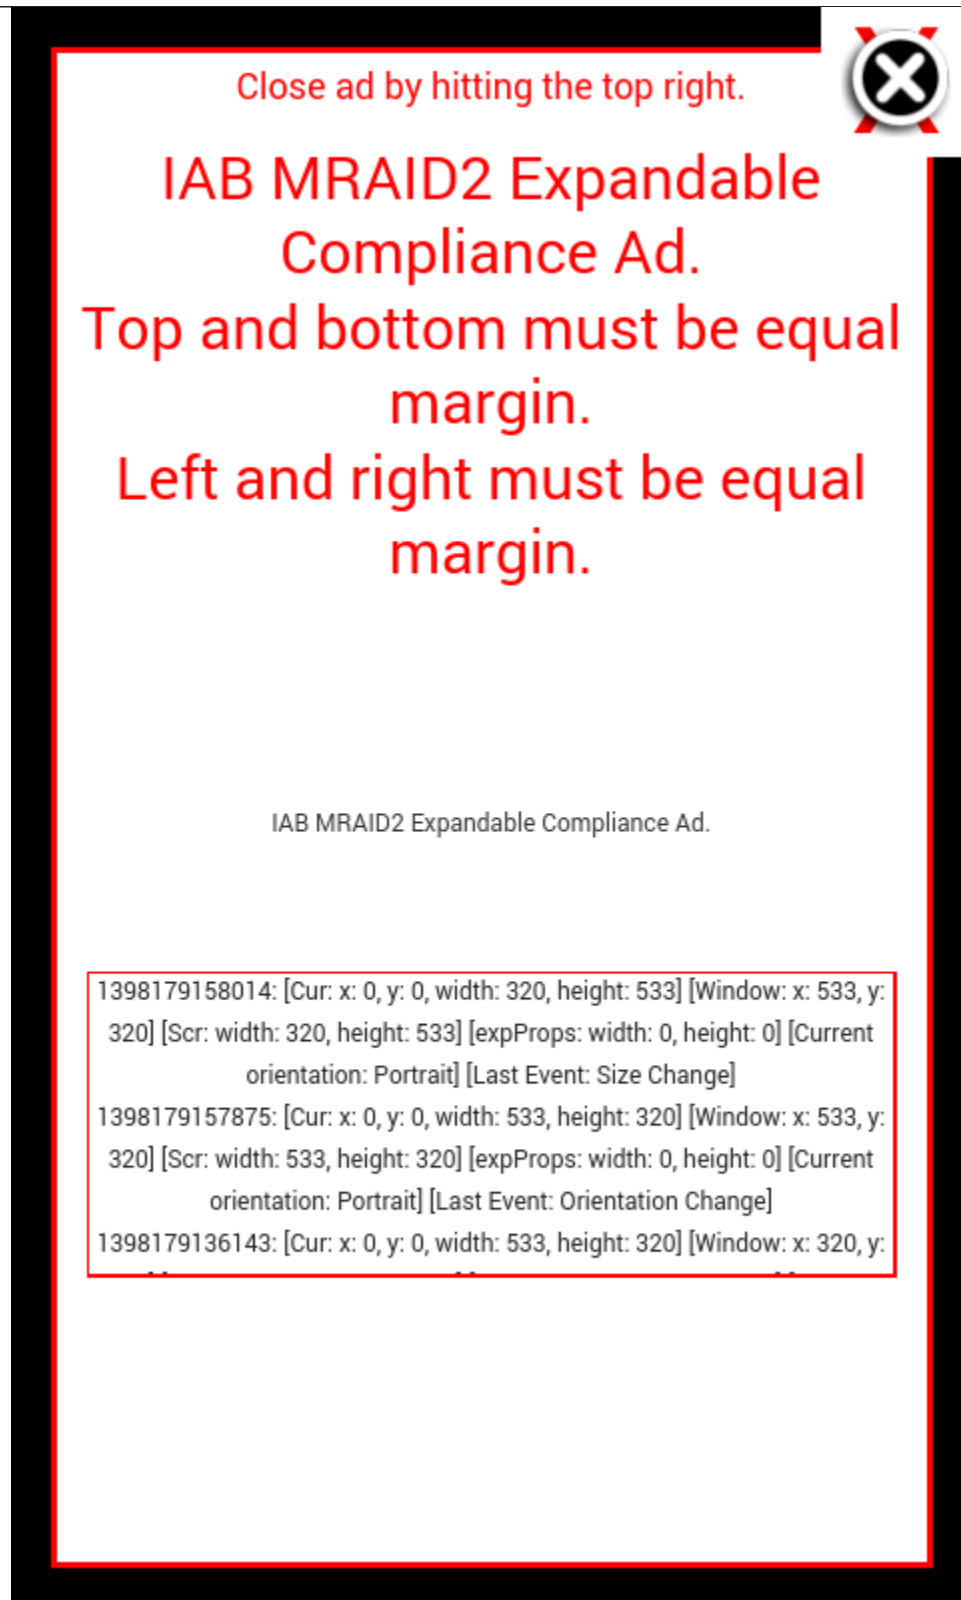 Close ad by hitting the top right.
IAB MRAID2 Expandable
Compliance Ad.
Top and bottom must be equal
margin.
Left and right must be equal
margin.
IAB MRAID2 Expandable Compliance Ad.
1398179158014: [Cur: x: 0, y: 0, width: 320, height: 533] [Window: x: 533, y:
320] [Scr: width: 320, height: 533] [expProps: width: 0, height: 0] [Current
orientation: Portrait] [Last Event: Size Change]
1398179157875: [Cur: x: 0, y: 0, width: 533, height: 320] [Window: x: 533, y:
320] [Scr: width: 533, height: 320] [expProps: width: 0, height: 0] [Current
orientation: Portrait] [Last Event: Orientation Change]
1398179136143: [Cur: x: 0, y: 0, width: 533, height: 320] [Window: x: 320, y: